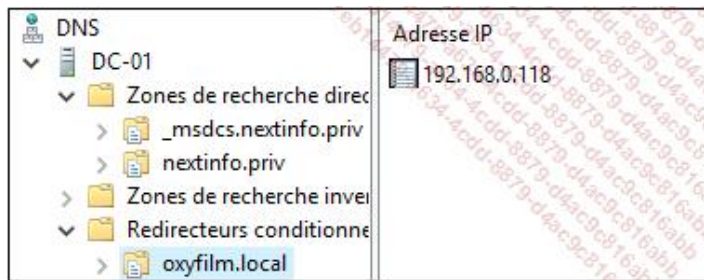 DNS
DC-01
Zones de recherche direc
_msdcs.nextinfo.priv
nextinfo.priv
Zones de recherche inver
Redirecteurs conditionne
oxyfilm.local
Adresse IP
192.168.0.118